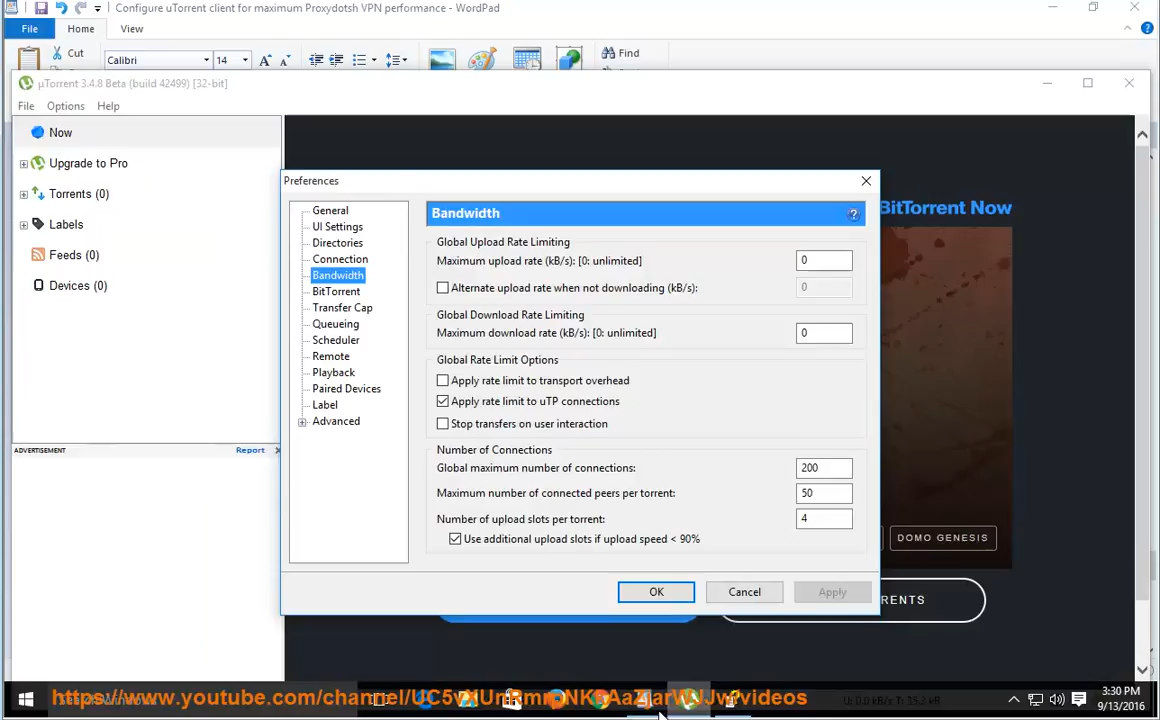 Configure uTorrent client for maximum Proxydotsh VPN performance - WordPad
File Home View
Cut
Calibri 14 A A Find
µTorrent 3.4.8 Beta (build 42499) [32-bit]
File Options Help
Now
Upgrade to Pro
Torrents (0)
Labels
Feeds (0)
Devices (0)
ADVERTISEMENT Report
BitTorrent Now
DOMO GENESIS
RENTS
Preferences
General
UI Settings
Directories
Connection
Bandwidth
BitTorrent
Transfer Cap
Queueing
Scheduler
Remote
Playback
Paired Devices
Label
Advanced
Bandwidth
Global Upload Rate Limiting
Maximum upload rate (kB/s): [0: unlimited] 0
Alternate upload rate when not downloading (kB/s): 0
Global Download Rate Limiting
Maximum download rate (kB/s): [0: unlimited] 0
Global Rate Limit Options
Apply rate limit to transport overhead
Apply rate limit to uTP connections
Stop transfers on user interaction
Number of Connections
Global maximum number of connections: 200
Maximum number of connected peers per torrent: 50
Number of upload slots per torrent: 4
Use additional upload slots if upload speed < 90%
OK Cancel Apply
3:30 PM
9/13/2016